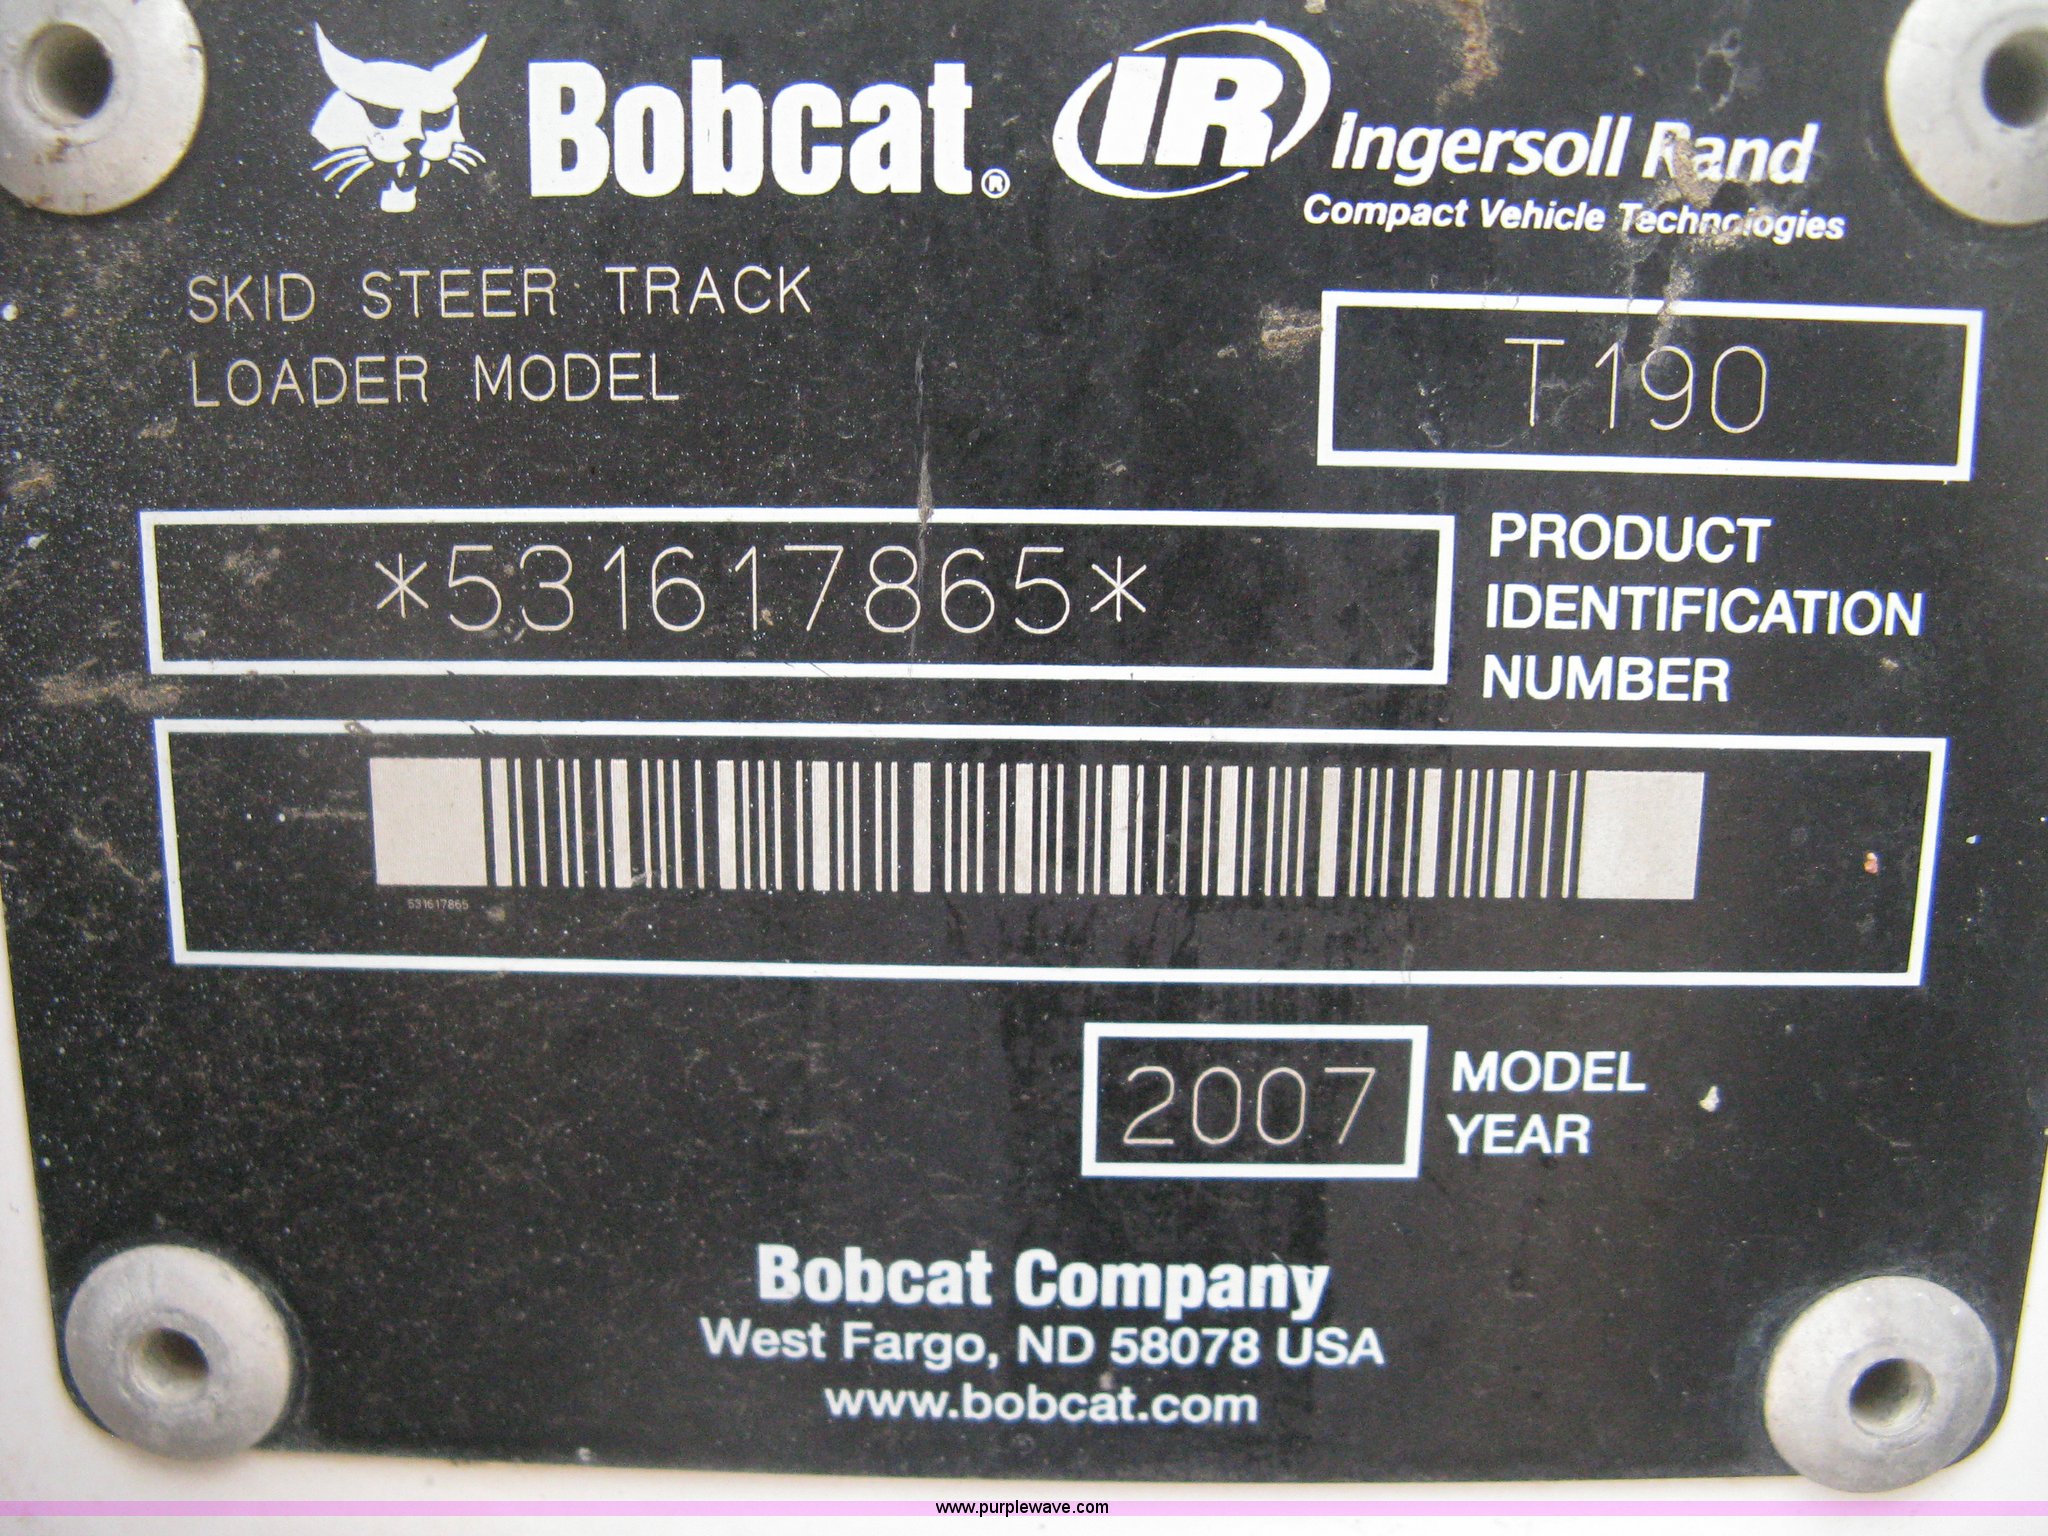 Bobcat®
IR Ingersoll Rand
Compact Vehicle Technologies
SKID STEER TRACK
LOADER MODEL
T190
*531617865*
PRODUCT
IDENTIFICATION
NUMBER
531617865
2007
MODEL
YEAR
Bobcat Company
West Fargo, ND 58078 USA
www.bobcat.com
www.purplewave.com